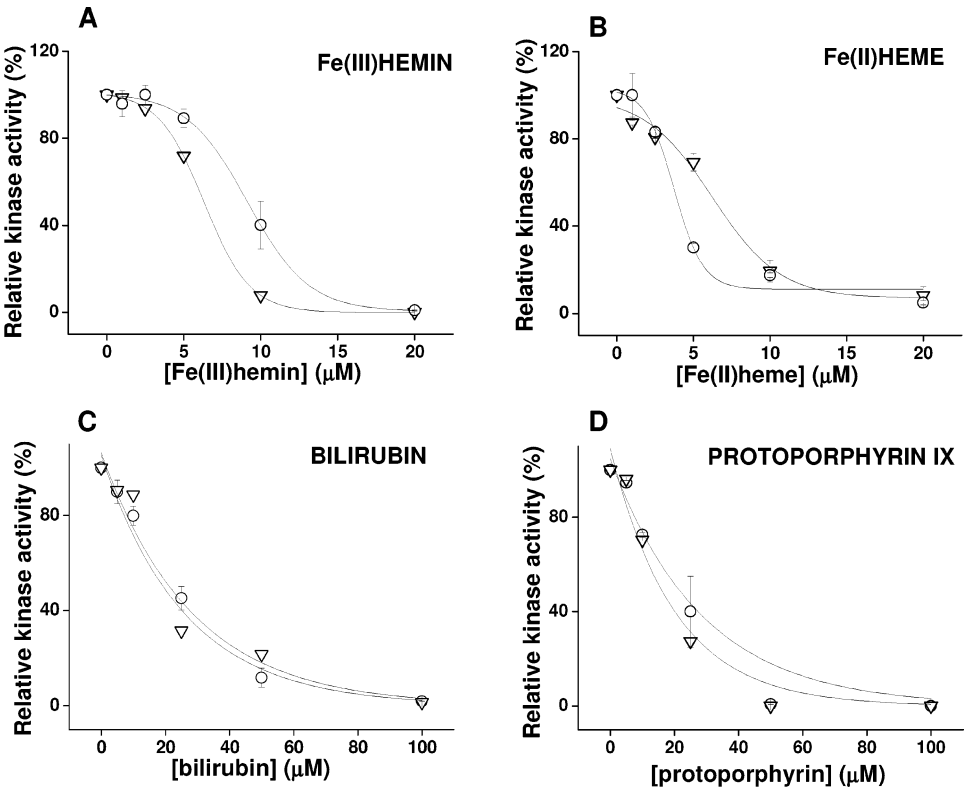 A
Fe(III)HEMIN
Relative kinase activity (%)
120
80
40
0
0 5 10 15 20
[Fe(III)hemin] (μM)
B
Fe(II)HEME
Relative kinase activity (%)
120
80
40
0
0 5 10 15 20
[Fe(II)heme] (μM)
C
BILIRUBIN
Relative kinase activity (%)
80
40
0
0 20 40 60 80 100
[bilirubin] (μM)
D
PROTOPORPHYRIN IX
Relative kinase activity (%)
80
40
0
0 20 40 60 80 100
[protoporphyrin] (μM)